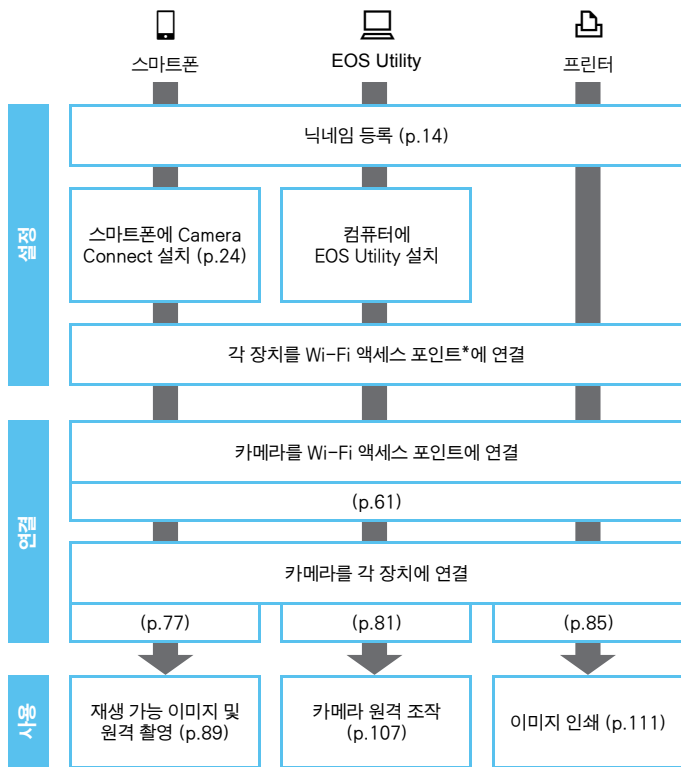 스마트폰
EOS Utility
프린터
설정
닉네임 등록 (p.14)
스마트폰에 Camera
Connect 설치 (p.24)
컴퓨터에
EOS Utility 설치
각 장치를 Wi-Fi 액세스 포인트*에 연결
연결
카메라를 Wi-Fi 액세스 포인트에 연결
(p.61)
카메라를 각 장치에 연결
(p.77)
(p.81)
(p.85)
사용
재생 가능 이미지 및
원격 촬영 (p.89)
카메라 원격 조작
(p.107)
이미지 인쇄 (p.111)